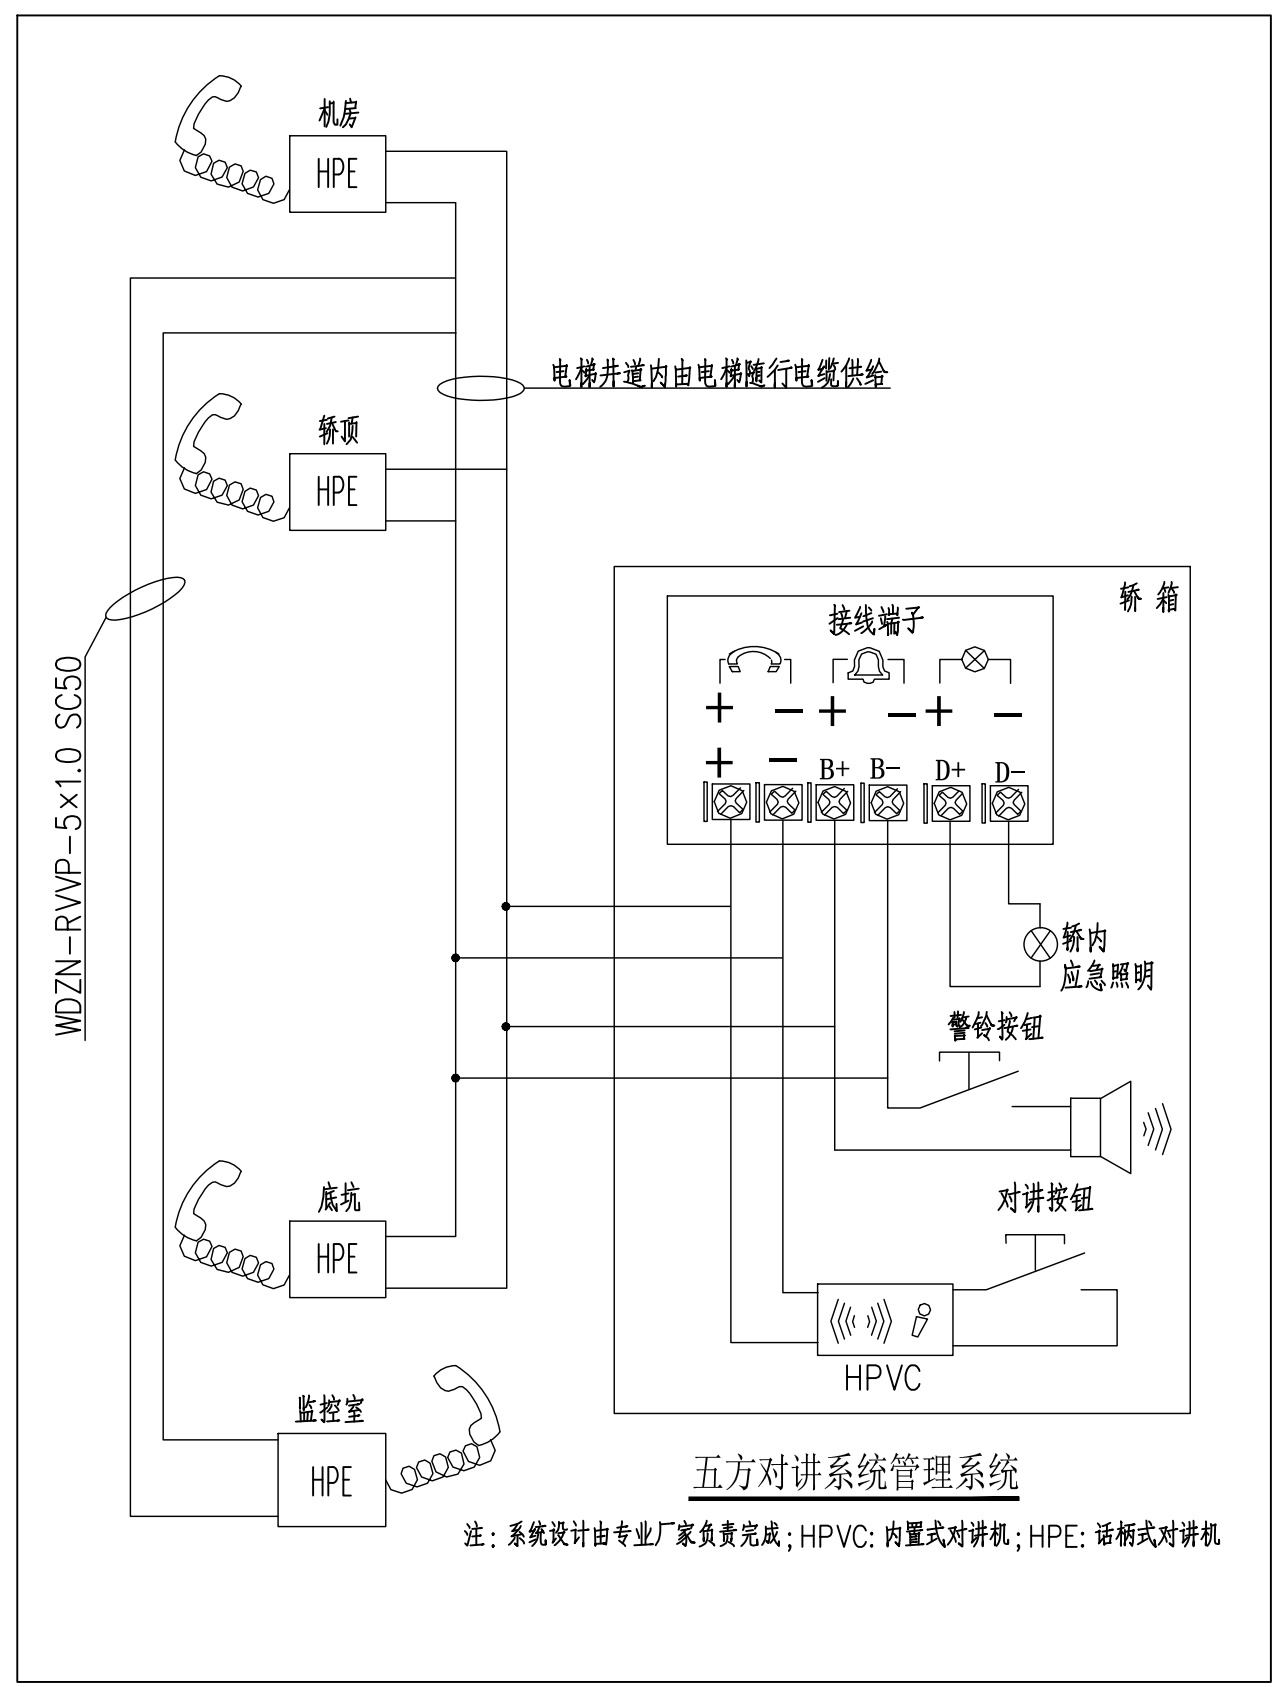 机房
HPE
电梯井道内由电梯随行电缆供给
轿顶
HPE
WDZN-RVVP-5×1.0 SC50
轿 箱
接线端子
+ - + - + -
+ - B+ B- D+ D-
轿内
应急照明
警铃按钮
对讲按钮
底坑
HPE
HPVC
监控室
HPE
五方对讲系统管理系统
注：系统设计由专业厂家负责完成；HPVC：内置式对讲机；HPE：话柄式对讲机